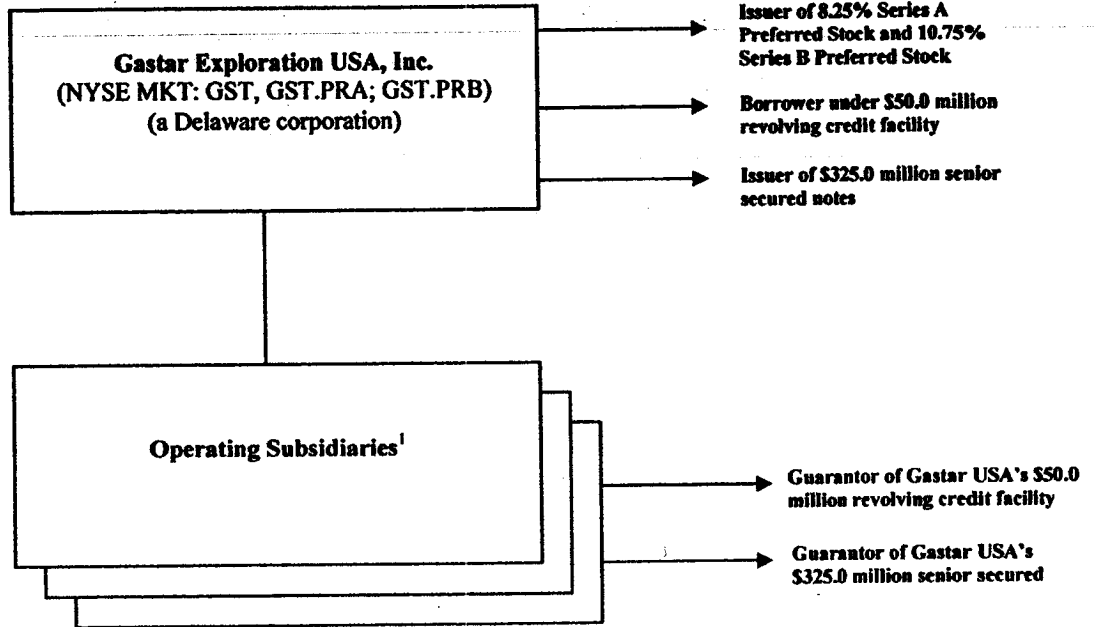 Issuer of 8.25% Series A
Preferred Stock and 10.75%
Series B Preferred Stock
Gastar Exploration USA, Inc.
(NYSE MKT: GST, GST.PRA; GST.PRB)
(a Delaware corporation)
Borrower under $50.0 million
revolving credit facility
Issuer of $325.0 million senior
secured notes
Operating Subsidiaries¹
Guarantor of Gastar USA's $50.0
million revolving credit facility
Guarantor of Gastar USA's
$325.0 million senior secured